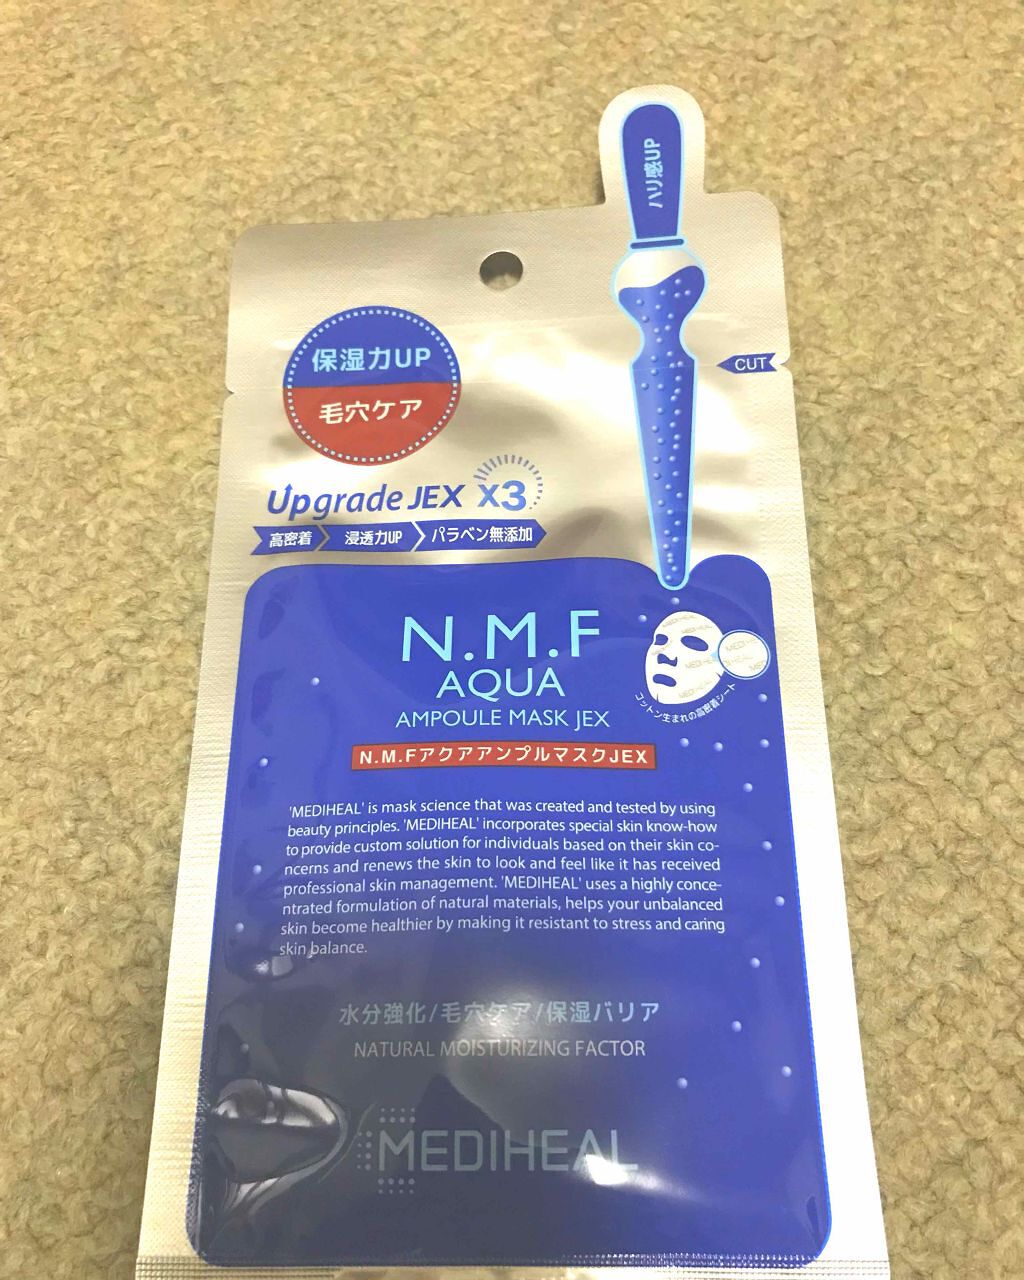 ハリ感UP
CUT
保湿力UP
毛穴ケア
Upgrade JEX X3
高密着 浸透力UP パラベン無添加
N.M.F
AQUA
AMPOULE MASK JEX
N.M.FアクアアンプルマスクJEX
MEDIHEAL
コットン生まれの高密着シート
'MEDIHEAL' is mask science that was created and tested by using
beauty principles. 'MEDIHEAL' incorporates special skin know-how
to provide custom solution for individuals based on their skin co-
ncerns and renews the skin to look and feel like it has received
professional skin management. 'MEDIHEAL' uses a highly conce-
ntrated formulation of natural materials, helps your unbalanced
skin become healthier by making it resistant to stress and caring
skin balance.
水分強化/毛穴ケア/保湿バリア
NATURAL MOISTURIZING FACTOR
MEDIHEAL